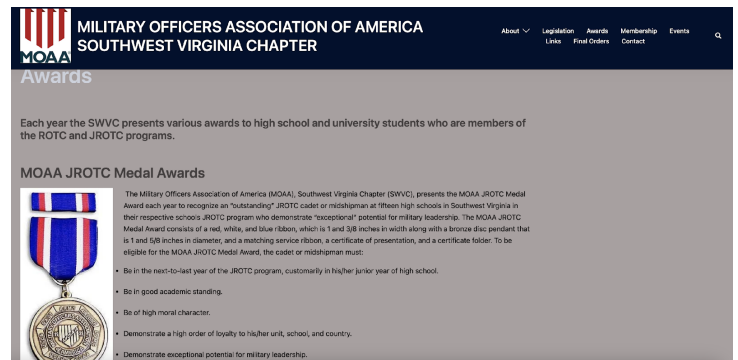 MOAA
MILITARY OFFICERS ASSOCIATION OF AMERICA
SOUTHWEST VIRGINIA CHAPTER
About Legislation Awards Membership Events
Links Final Orders Contact
Awards
Each year the SWVC presents various awards to high school and university students who are members of
the ROTC and JROTC programs.
MOAA JROTC Medal Awards
The Military Officers Association of America (MOAA), Southwest Virginia Chapter (SWVC), presents the MOAA JROTC Medal
Award each year to recognize an "outstanding" JROTC cadet or midshipman at fifteen high schools in Southwest Virginia in
their respective schools JROTC program who demonstrate "exceptional" potential for military leadership. The MOAA JROTC
Medal Award consists of a red, white, and blue ribbon, which is 1 and 3/8 inches in width along with a bronze disc pendant that
is 1 and 5/8 inches in diameter, and a matching service ribbon, a certificate of presentation, and a certificate folder. To be
eligible for the MOAA JROTC Medal Award, the cadet or midshipman must:
• Be in the next-to-last year of the JROTC program, customarily in his/her junior year of high school.
• Be in good academic standing.
• Be of high moral character.
• Demonstrate a high order of loyalty to his/her unit, school, and country.
• Demonstrate exceptional potential for military leadership.